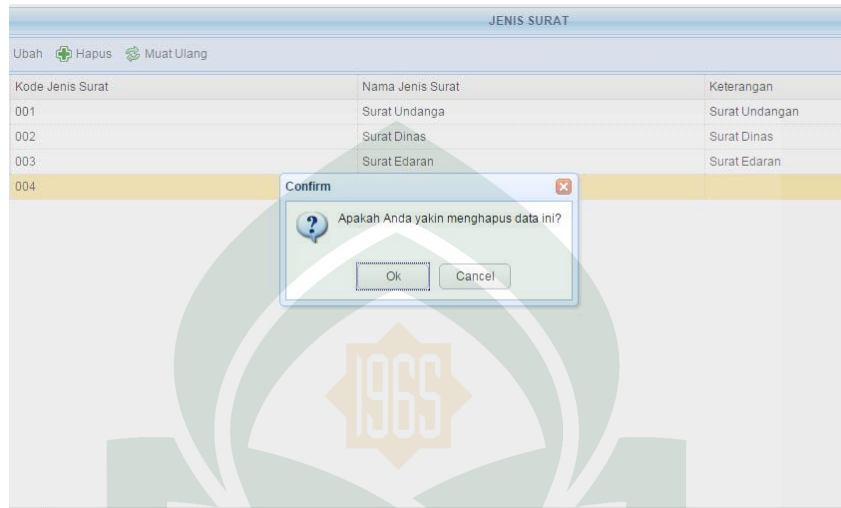 JENIS SURAT
Ubah Hapus Muat Ulang
Kode Jenis Surat Nama Jenis Surat Keterangan
001 Surat Undanga Surat Undangan
002 Surat Dinas Surat Dinas
003 Surat Edaran Surat Edaran
004
Confirm
Apakah Anda yakin menghapus data ini?
Ok Cancel
1965